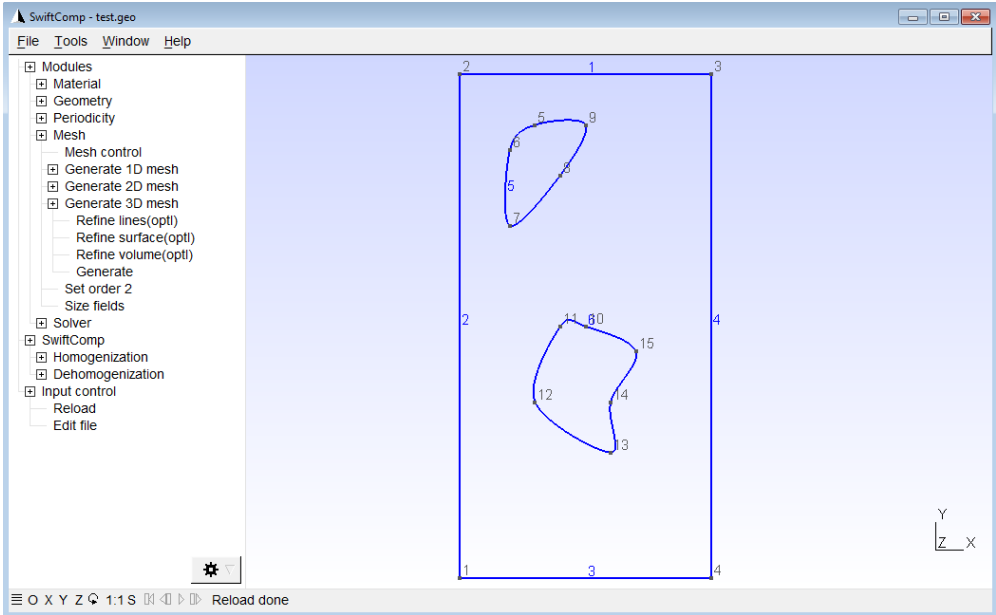 SwiftComp - test.geo
File Tools Window Help
Modules
Material
Geometry
Periodicity
Mesh
Mesh control
Generate 1D mesh
Generate 2D mesh
Generate 3D mesh
Refine lines(optl)
Refine surface(optl)
Refine volume(optl)
Generate
Set order 2
Size fields
Solver
SwiftComp
Homogenization
Dehomogenization
Input control
Reload
Edit file
2 1 3
5 9
6
8
5
7
2 11 6 10 4
15
12 14
13
Y
Z X
1 3 4
O X Y Z 1:1 S Reload done